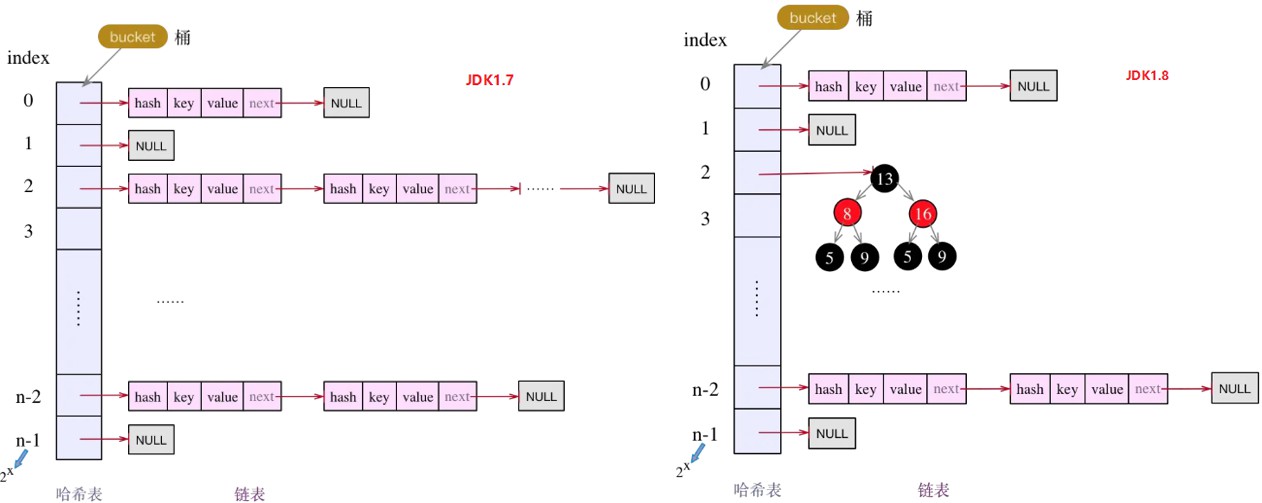 bucket 桶
index
JDK1.7
0 hash key value next NULL
1 NULL
2 hash key value next hash key value next ...... NULL
3
......
......
n-2 hash key value next hash key value next NULL
n-1 NULL
2^x
哈希表 链表
bucket 桶
index
JDK1.8
0 hash key value next NULL
1 NULL
2 13
3 8 16
5 9 5 9
......
......
n-2 hash key value next hash key value next NULL
n-1 NULL
2^x
哈希表 链表